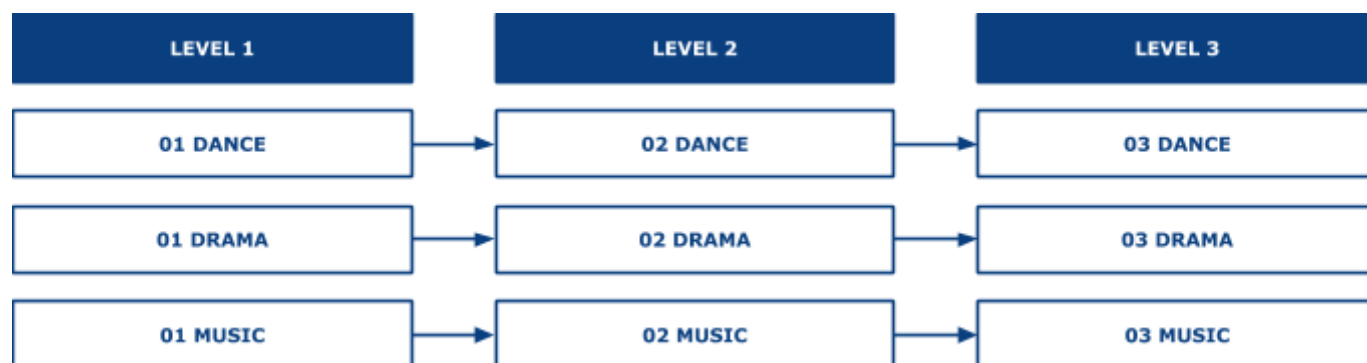 LEVEL 1 LEVEL 2 LEVEL 3
01 DANCE 02 DANCE 03 DANCE
01 DRAMA 02 DRAMA 03 DRAMA
01 MUSIC 02 MUSIC 03 MUSIC